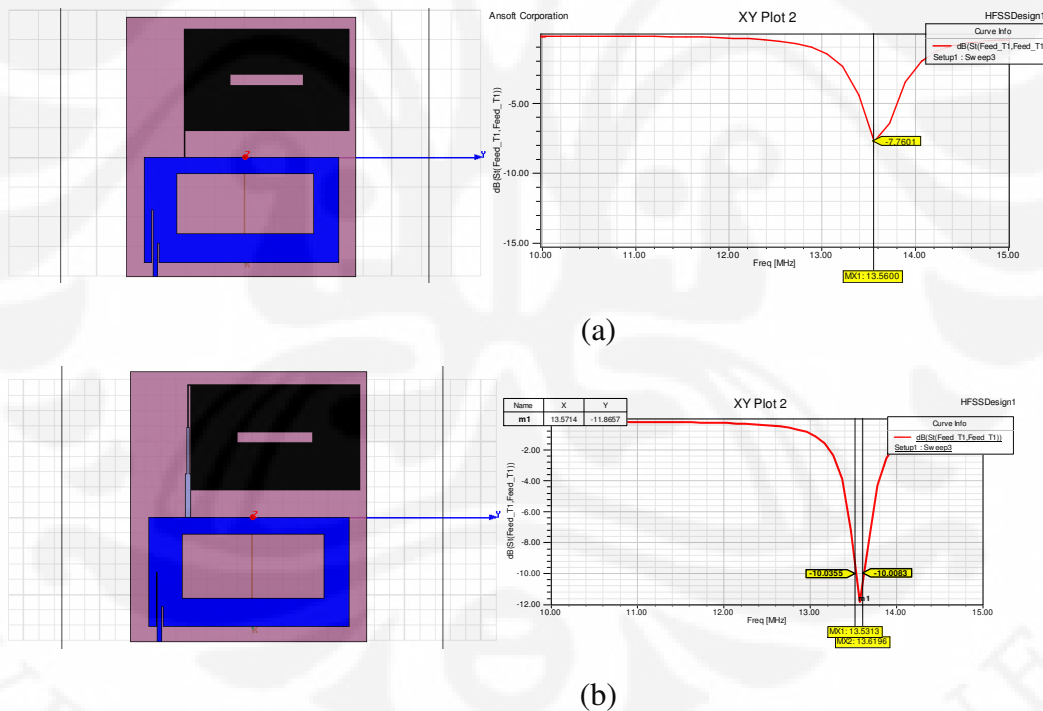 Ansoft Corporation
XY Plot 2
HFSSDesign1
Curve Info
dB(St(Feed_T1,Feed_T1
Setup1 : Sweep3
-5.00
-10.00
-15.00
dB(St(Feed_T1,Feed_T1))
-7.7601
10.00 11.00 12.00 13.00 14.00 15.00
Freq [MHz]
MX1: 13.5600
Y
(a)
Name X Y
m1 13.5714 -11.8657
XY Plot 2
HFSSDesign1
Curve Info
dB(St(Feed_T1,Feed_T1))
Setup1 : Sweep3
-2.00
-4.00
-6.00
-8.00
-10.00
-12.00
dB(St(Feed_T1,Feed_T1))
-10.0355
-10.0083
m1
10.00 11.00 12.00 13.00 14.00 15.00
Freq [MHz]
MX1: 13.5313
MX2: 13.6196
Y
(b)